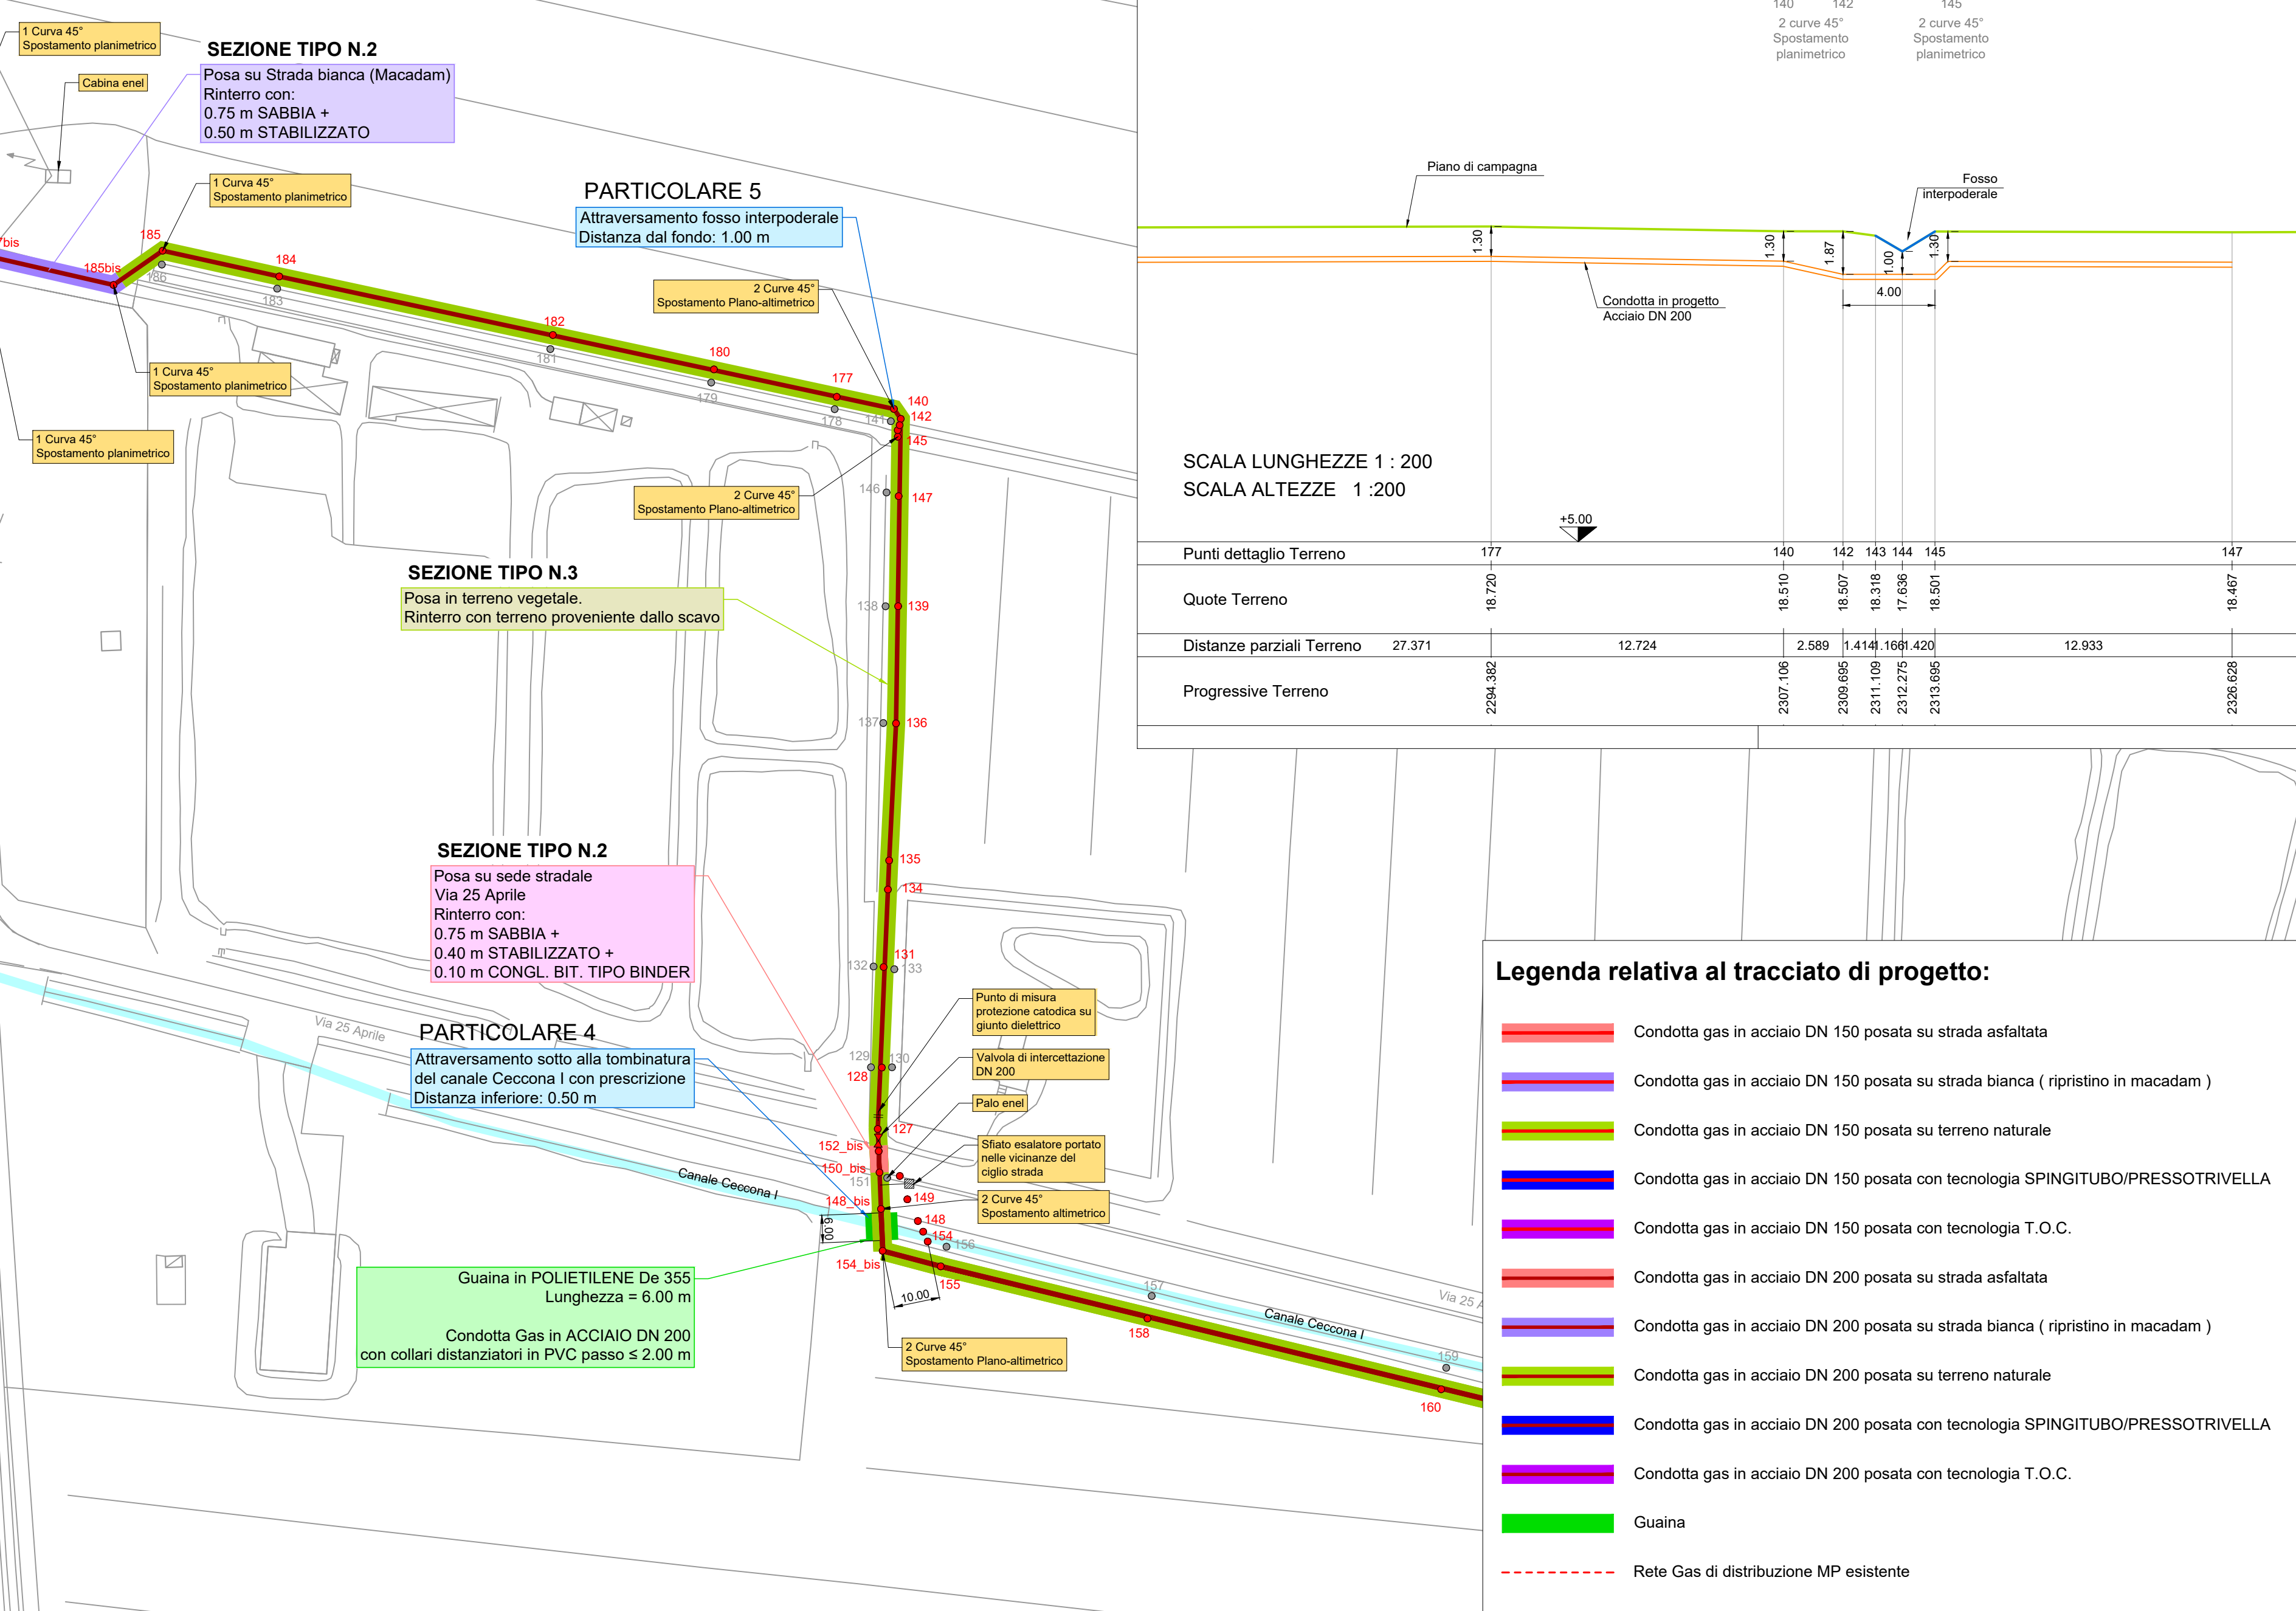 1 Curva 45°
Spostamento planimetrico
Cabina enel
SEZIONE TIPO N.2
Posa su Strada bianca (Macadam)
Rinterro con:
0.75 m SABBIA +
0.50 m STABILIZZATO
1 Curva 45°
Spostamento planimetrico
PARTICOLARE 5
Attraversamento fosso interpoderale
Distanza dal fondo: 1.00 m
2 Curve 45°
Spostamento Plano-altimetrico
7bis
185bis
185
186
184
183
182
181
180
179
177
178
140
141
142
145
1 Curva 45°
Spostamento planimetrico
1 Curva 45°
Spostamento planimetrico
2 Curve 45°
Spostamento Plano-altimetrico
146
147
SEZIONE TIPO N.3
Posa in terreno vegetale.
Rinterro con terreno proveniente dallo scavo
138
139
137
136
135
134
SEZIONE TIPO N.2
Posa su sede stradale
Via 25 Aprile
Rinterro con:
0.75 m SABBIA +
0.40 m STABILIZZATO +
0.10 m CONGL. BIT. TIPO BINDER
131
132
133
Via 25 Aprile
PARTICOLARE 4
Attraversamento sotto alla tombinatura
del canale Ceccona I con prescrizione
Distanza inferiore: 0.50 m
129
130
128
Punto di misura
protezione catodica su
giunto dielettrico
Valvola di intercettazione
DN 200
Palo enel
127
152_bis
150_bis
151
Sfiato esalatore portato
nelle vicinanze del
ciglio strada
149
148_bis
2 Curve 45°
Spostamento altimetrico
148
154
156
6.00
154_bis
155
10.00
Canale Ceccona I
Guaina in POLIETILENE De 355
Lunghezza = 6.00 m
Condotta Gas in ACCIAIO DN 200
con collari distanziatori in PVC passo ≤ 2.00 m
2 Curve 45°
Spostamento Plano-altimetrico
157
158
Canale Ceccona I
Via 25 A
159
160
140 142 145
2 curve 45°
Spostamento
planimetrico
2 curve 45°
Spostamento
planimetrico
Piano di campagna
Fosso
interpoderale
1.30
1.30
1.87
1.00
1.30
4.00
Condotta in progetto
Acciaio DN 200
SCALA LUNGHEZZE 1 : 200
SCALA ALTEZZE 1 :200
+5.00
Punti dettaglio Terreno 177 140 142 143 144 145 147
Quote Terreno 18.720 18.510 18.507 18.318 17.636 18.501 18.467
Distanze parziali Terreno 27.371 12.724 2.589 1.414 1.166 1.420 12.933
Progressive Terreno 2294.382 2307.106 2309.695 2311.109 2312.275 2313.695 2326.628
Legenda relativa al tracciato di progetto:
Condotta gas in acciaio DN 150 posata su strada asfaltata
Condotta gas in acciaio DN 150 posata su strada bianca ( ripristino in macadam )
Condotta gas in acciaio DN 150 posata su terreno naturale
Condotta gas in acciaio DN 150 posata con tecnologia SPINGITUBO/PRESSOTRIVELLA
Condotta gas in acciaio DN 150 posata con tecnologia T.O.C.
Condotta gas in acciaio DN 200 posata su strada asfaltata
Condotta gas in acciaio DN 200 posata su strada bianca ( ripristino in macadam )
Condotta gas in acciaio DN 200 posata su terreno naturale
Condotta gas in acciaio DN 200 posata con tecnologia SPINGITUBO/PRESSOTRIVELLA
Condotta gas in acciaio DN 200 posata con tecnologia T.O.C.
Guaina
Rete Gas di distribuzione MP esistente